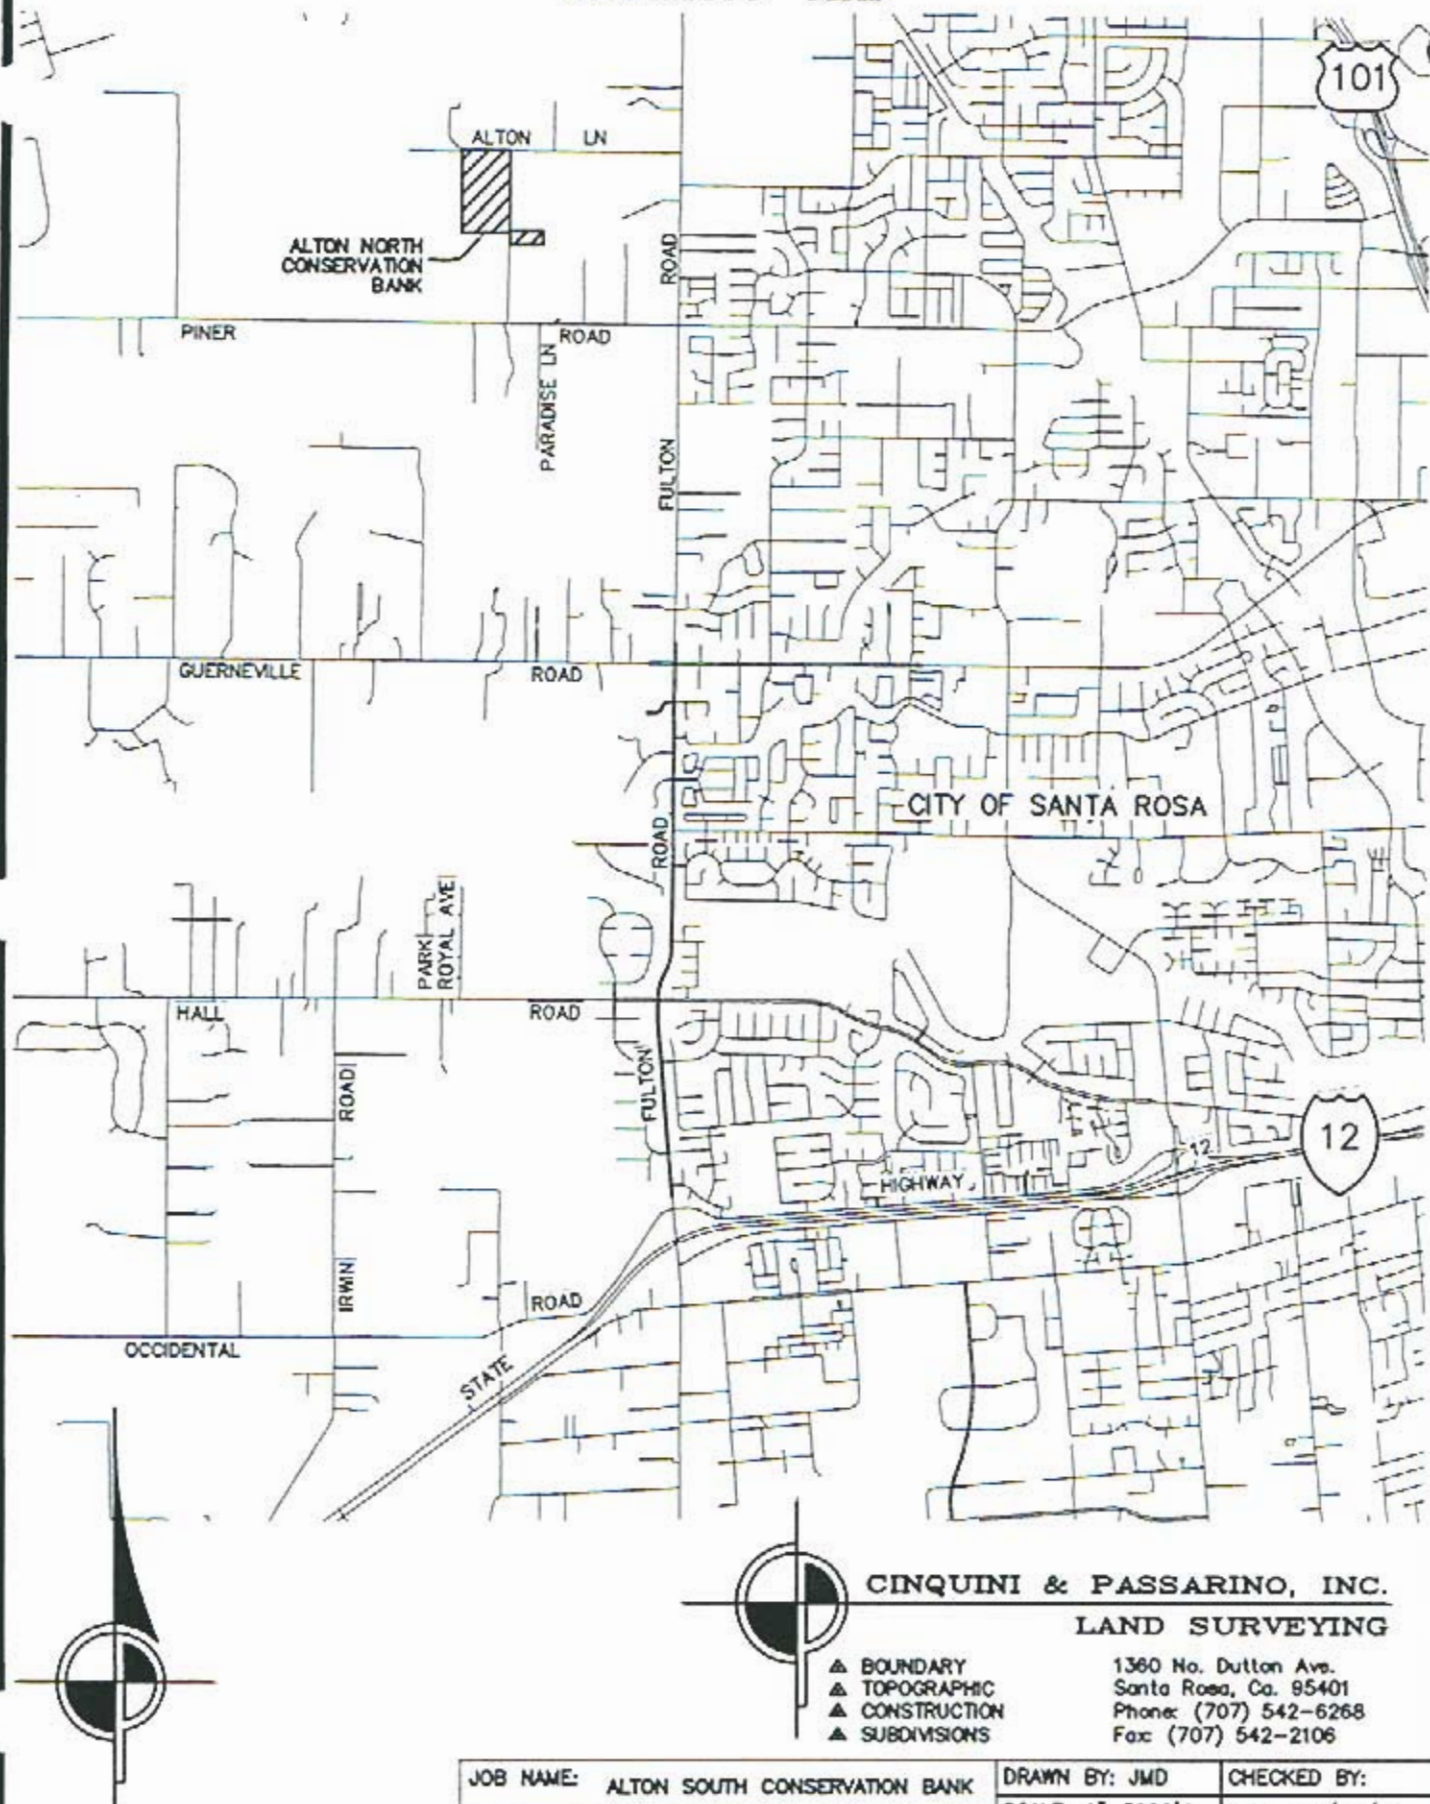 101
ALTON LN
ALTON NORTH
CONSERVATION
BANK
ROAD
PINER ROAD
PARADISE LN
FULTON
GUERNEVILLE ROAD
CITY OF SANTA ROSA
ROAD
PARK
ROYAL AVE
HALL ROAD
FULTON
ROAD
12
12
HIGHWAY
IRWIN
ROAD
OCCIDENTAL
STATE
CINQUINI & PASSARINO, INC.
LAND SURVEYING
BOUNDARY
TOPOGRAPHIC
CONSTRUCTION
SUBDIVISIONS
1360 No. Dutton Ave.
Santa Rosa, Ca. 95401
Phone: (707) 542-6268
Fax: (707) 542-2106
JOB NAME: ALTON SOUTH CONSERVATION BANK
DRAWN BY: JMD
CHECKED BY: